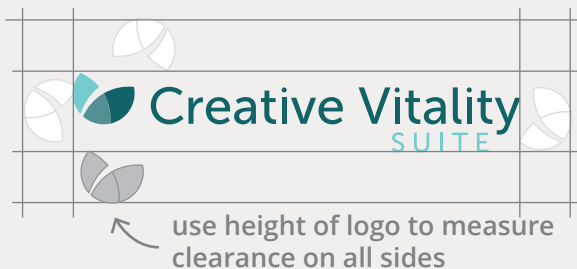 Creative Vitality
SUITE
use height of logo to measure
clearance on all sides